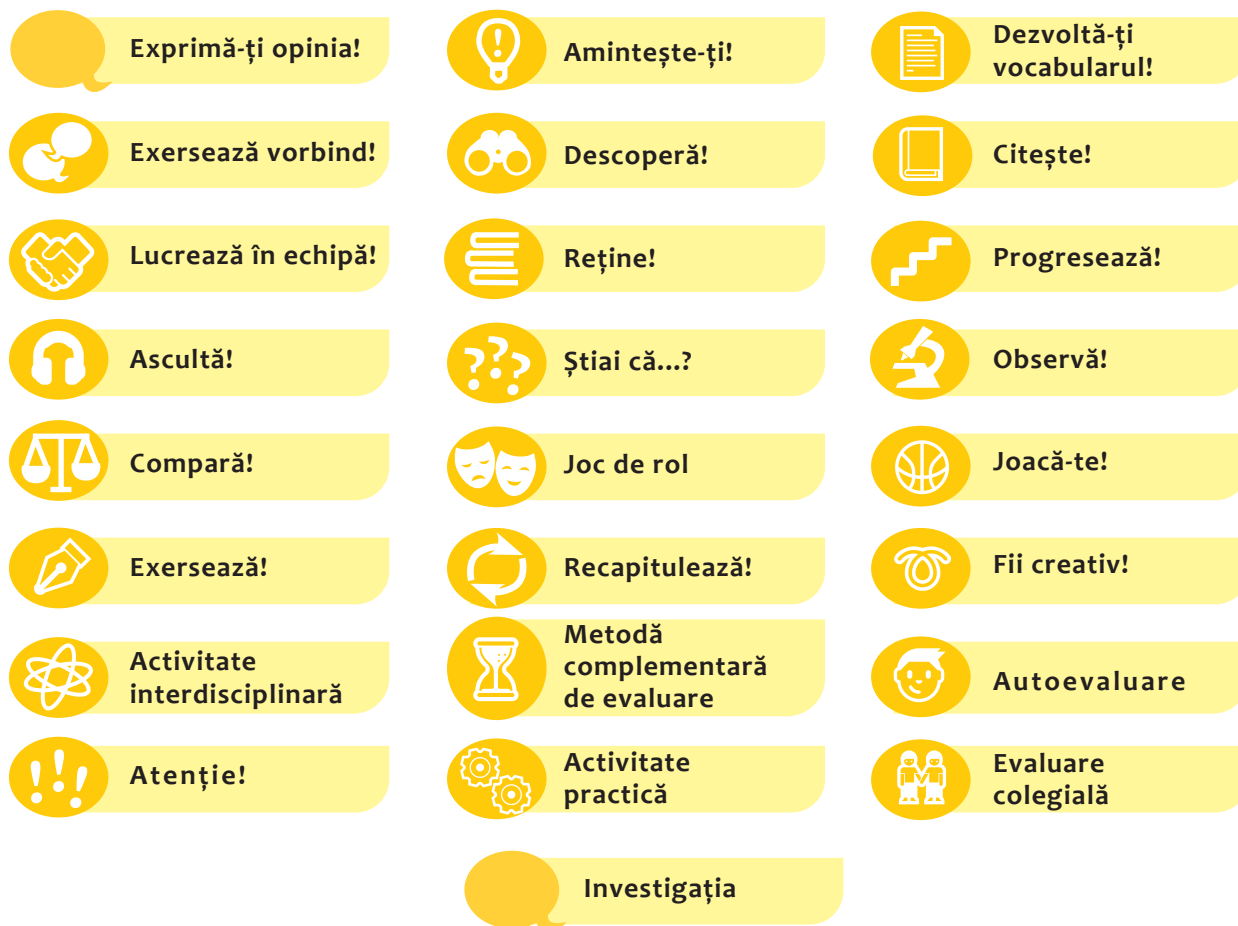 Exprimă-ți opinia!
Amintește-ți!
Dezvoltă-ți
vocabularul!
Exersează vorbind!
Descoperă!
Citește!
Lucrează în echipă!
Reține!
Progresează!
Ascultă!
Știai că...?
Observă!
Compară!
Joc de rol
Joacă-te!
Exersează!
Recapitulează!
Fii creativ!
Activitate
interdisciplinară
Metodă
complementară
de evaluare
Autoevaluare
Atenție!
Activitate
practică
Evaluare
colegială
Investigația